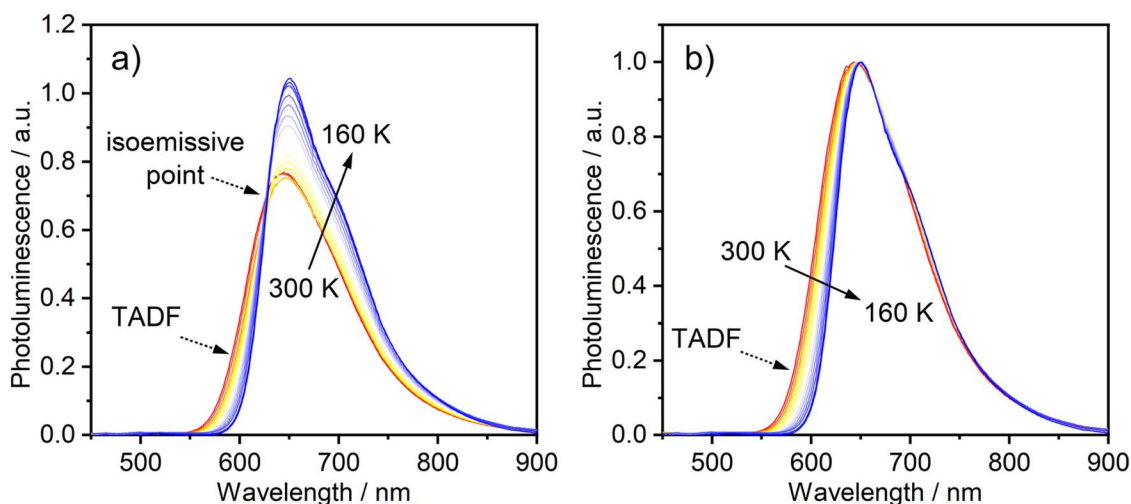 a)
1.2
1.0
0.8
0.6
0.4
0.2
0.0
Photoluminescence / a.u.
isoemissive
point
160 K
300 K
TADF
500
600
700
800
900
Wavelength / nm
b)
1.0
0.8
0.6
0.4
0.2
0.0
Photoluminescence / a.u.
300 K
160 K
TADF
500
600
700
800
900
Wavelength / nm